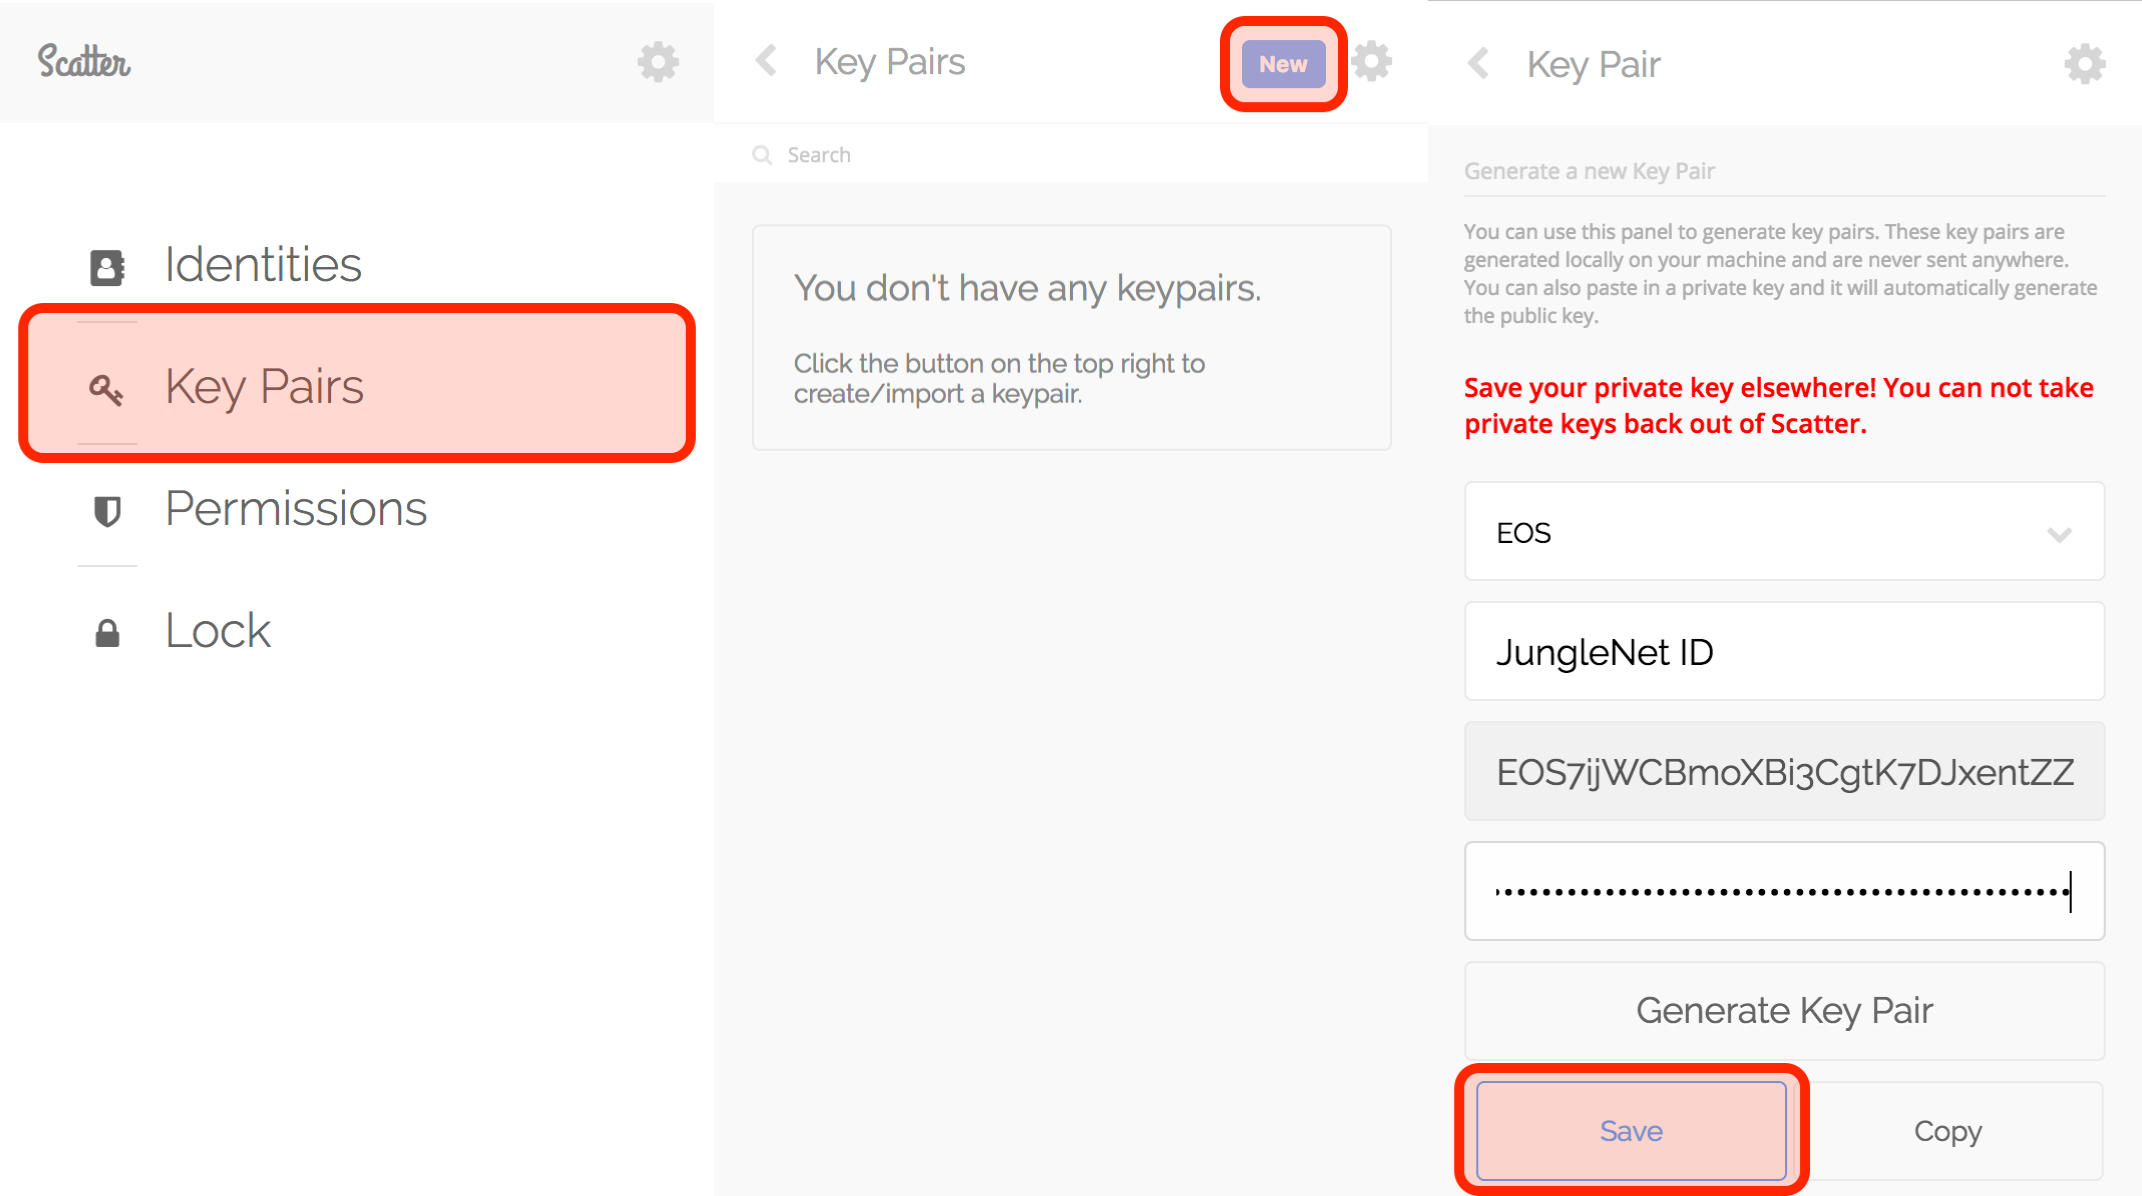 Scatter
Identities
Key Pairs
Permissions
Lock
Key Pairs
New
Search
You don't have any keypairs.
Click the button on the top right to
create/import a keypair.
Key Pair
Generate a new Key Pair
You can use this panel to generate key pairs. These key pairs are
generated locally on your machine and are never sent anywhere.
You can also paste in a private key and it will automatically generate
the public key.
Save your private key elsewhere! You can not take
private keys back out of Scatter.
EOS
JungleNet ID
EOS7ijWCBmoXBi3CgtK7DJxentZZ
Generate Key Pair
Save
Copy